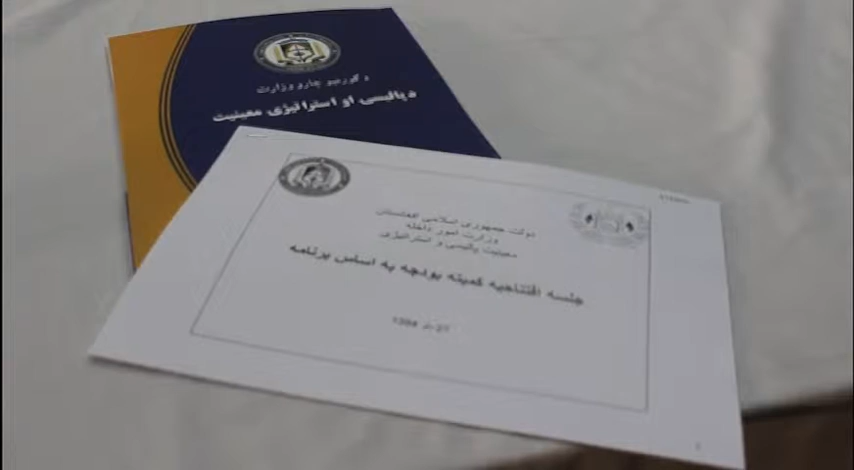 د کورنیو چارو وزارت
د پالیسی او استراتیژی معینیت
دولت جمهوری اسلامی افغانستان
وزارت امور داخله
معینیت پالیسی و استراتیژی
جلسه افتتاحیه کمیته بودجه به اساس برنامه